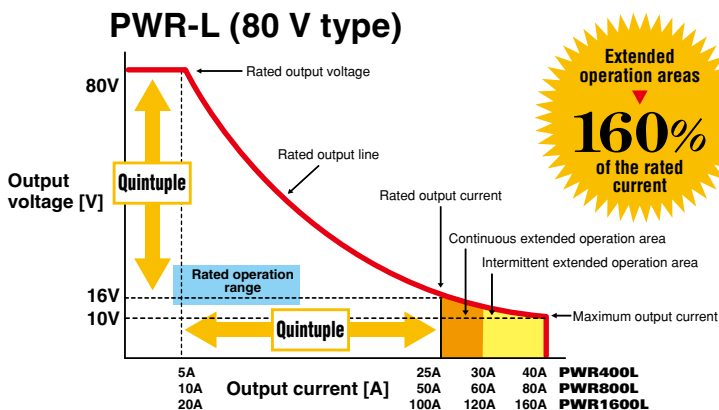 PWR-L (80 V type)
Extended
operation areas
160%
of the rated
current
80V
Rated output voltage
Rated output line
Output
voltage [V]
Quintuple
Rated output current
Continuous extended operation area
Intermittent extended operation area
Rated operation
range
16V
10V
Quintuple
Maximum output current
5A 25A 30A 40A PWR400L
10A Output current [A] 50A 60A 80A PWR800L
20A 100A 120A 160A PWR1600L